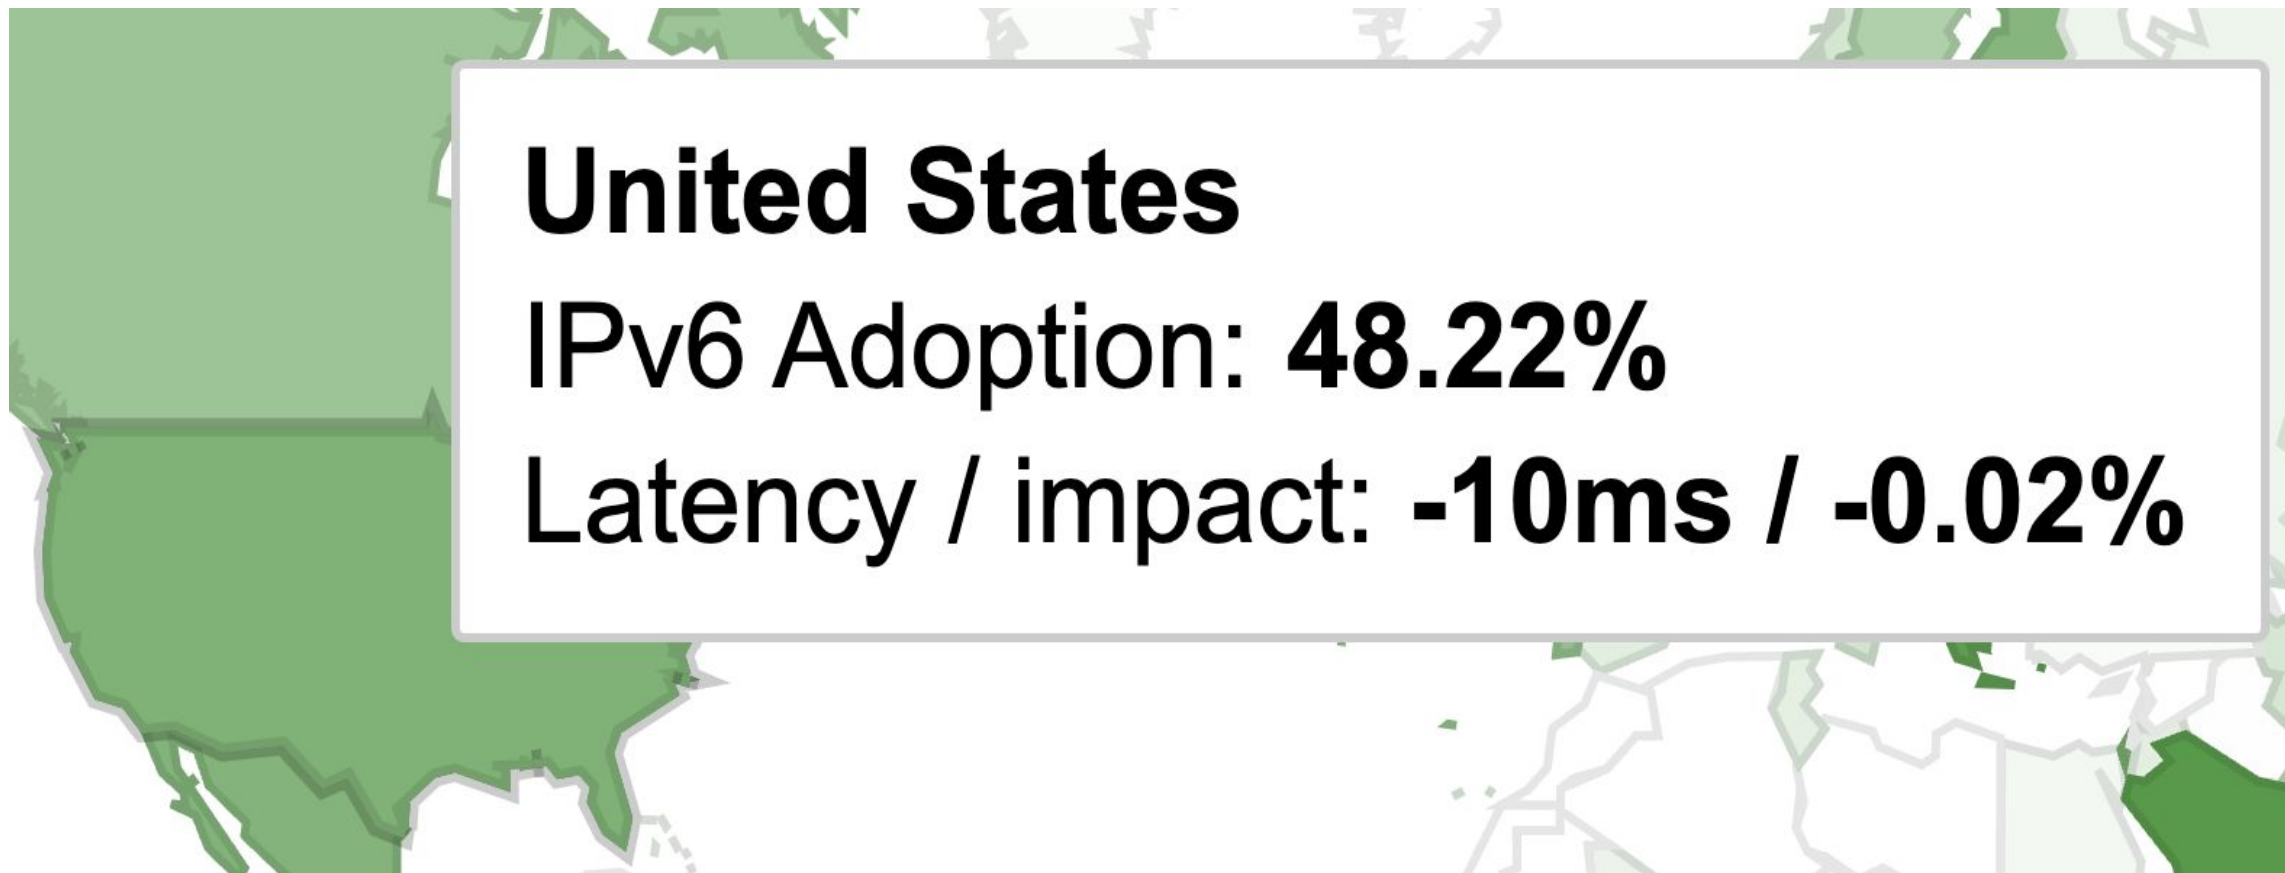 United States
IPv6 Adoption: 48.22%
Latency / impact: -10ms / -0.02%